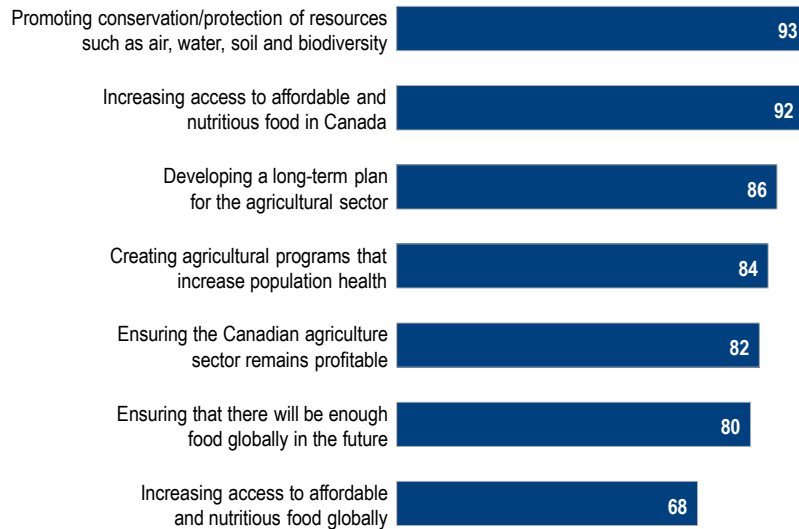 Promoting conservation/protection of resources
such as air, water, soil and biodiversity
93
Increasing access to affordable and
nutritious food in Canada
92
Developing a long-term plan
for the agricultural sector
86
Creating agricultural programs that
increase population health
84
Ensuring the Canadian agriculture
sector remains profitable
82
Ensuring that there will be enough
food globally in the future
80
Increasing access to affordable
and nutritious food globally
68